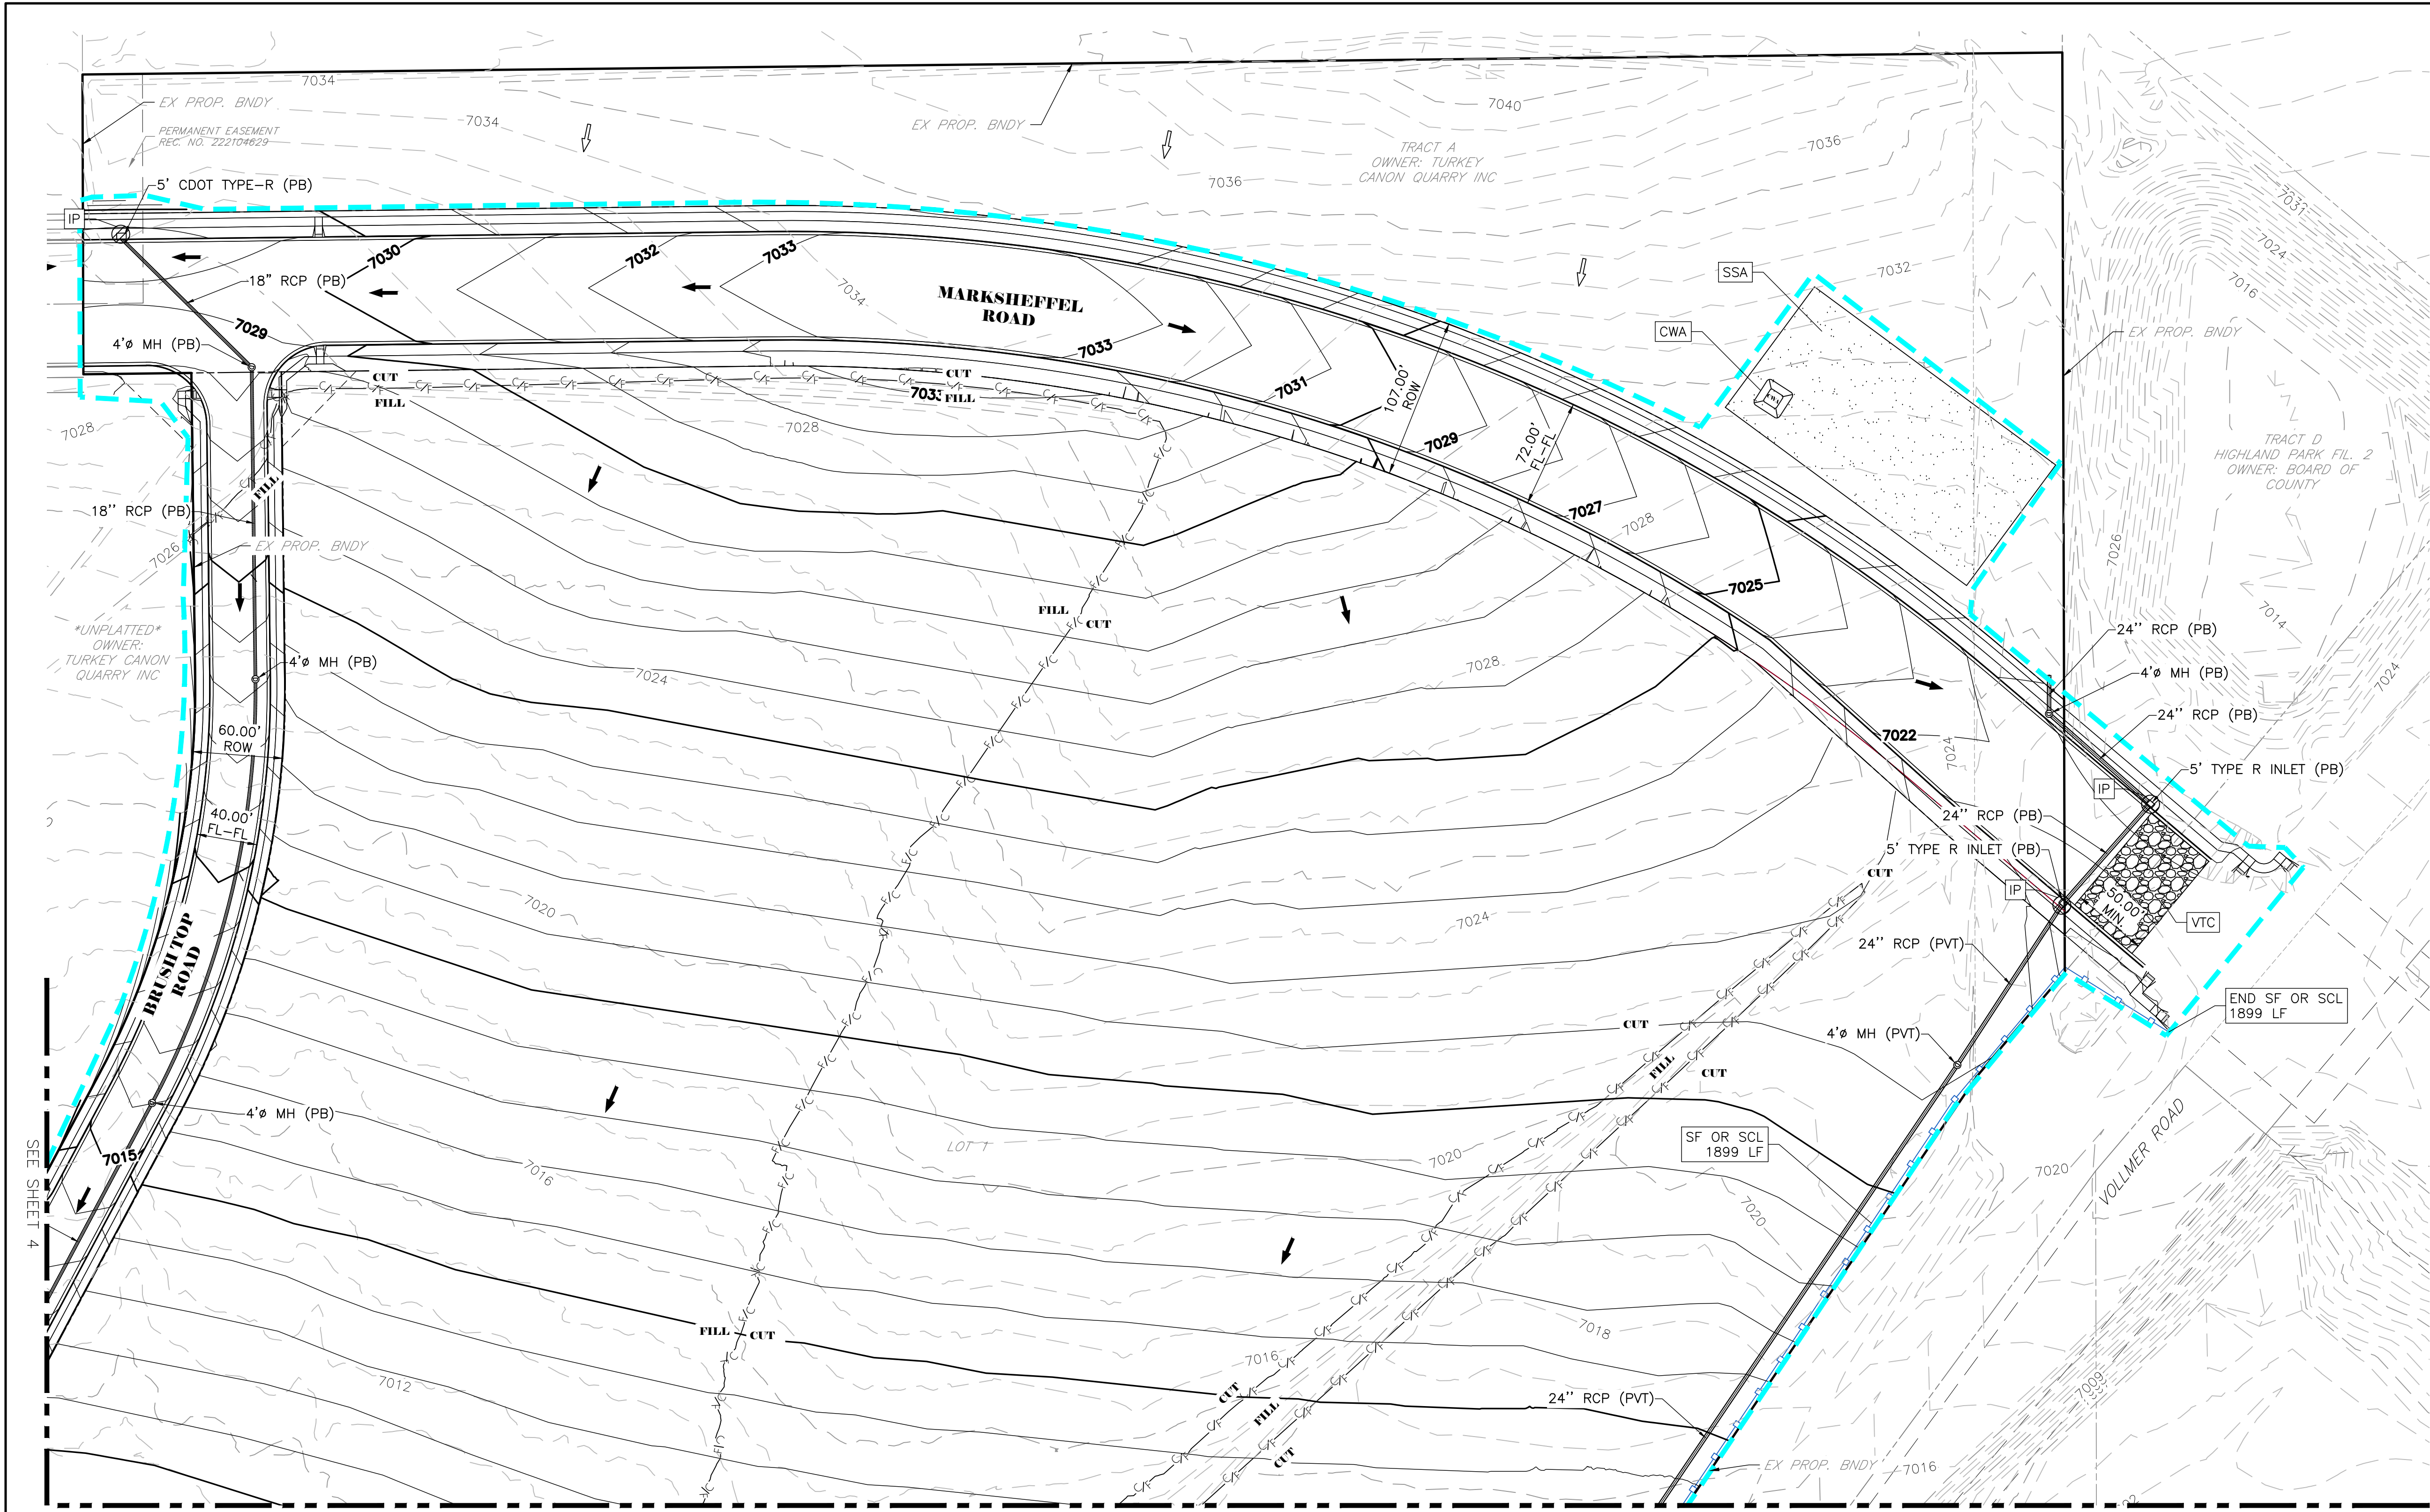 7034
EX PROP. BNDY
PERMANENT EASEMENT
REC. NO. 222104629
7034
EX PROP. BNDY
7040
TRACT A
OWNER: TURKEY
CANON QUARRY INC
7036
7036
5' CDOT TYPE-R (PB)
IP
7030
7032
7033
7034
18" RCP (PB)
MARKSHEFFEL
ROAD
7029
4'ø MH (PB)
7033
7031
107.00'
ROW
7029
72.00'
FL-FL
7027
7028
7025
SSA
CWA
7032
7031
7024
7016
EX PROP. BNDY
TRACT D
HIGHLAND PARK FIL. 2
OWNER: BOARD OF
COUNTY
7026
7014
7024
CUT
FILL
CUT
FILL
7028
7028
FILL
18'' RCP (PB)
7026
EX PROP. BNDY
*UNPLATTED*
OWNER:
TURKEY CANON
QUARRY INC
4'ø MH (PB)
60.00'
ROW
40.00'
FL-FL
7024
FILL
CUT
7028
7022
7024
24'' RCP (PB)
4'ø MH (PB)
24'' RCP (PB)
5' TYPE R INLET (PB)
IP
24'' RCP (PB)
5' TYPE R INLET (PB)
IP
50.00'
MIN.
VTC
CUT
7020
7024
24'' RCP (PVT)
BRUSH TOP
ROAD
END SF OR SCL
1899 LF
CUT
FILL
CUT
4'ø MH (PVT)
4'ø MH (PB)
LOT 1
SF OR SCL
1899 LF
7015
7016
7020
7020
7020
VOLLMER ROAD
SEE SHEET 4
FILL
CUT
7018
7016
7012
CUT
FILL
CUT
24'' RCP (PVT)
7009
EX PROP. BNDY
7016